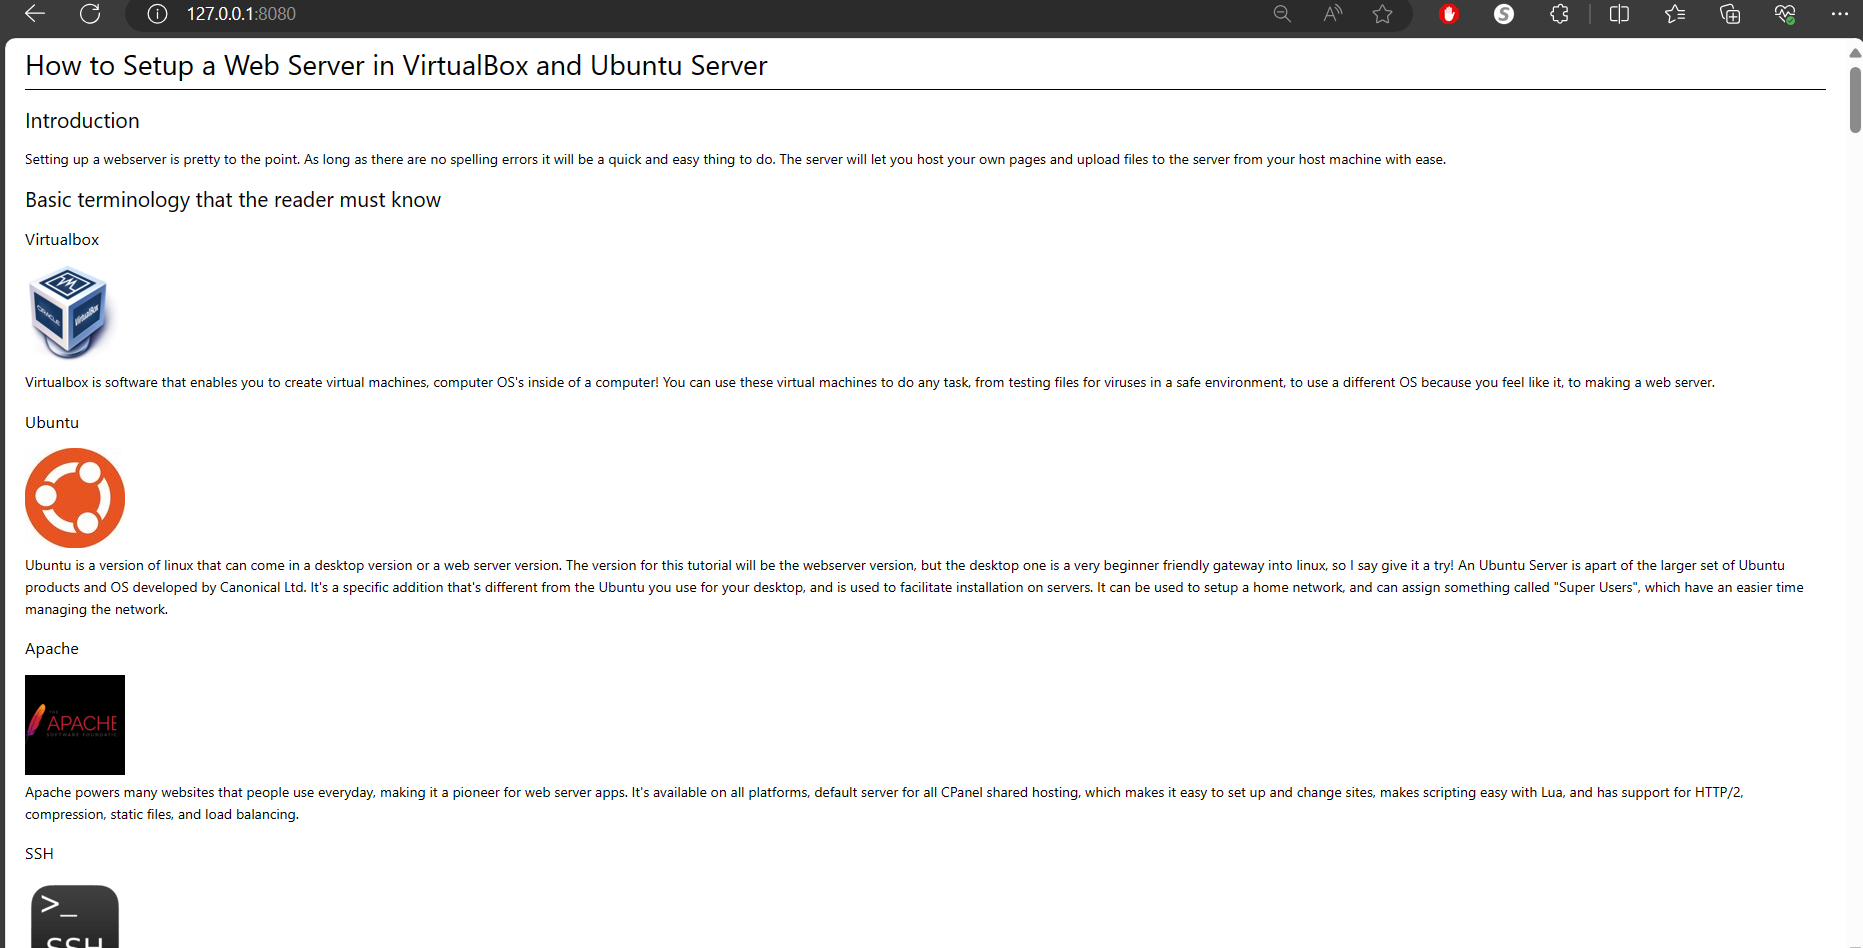 127.0.0.1:8080
How to Setup a Web Server in VirtualBox and Ubuntu Server
Introduction
Setting up a webserver is pretty to the point. As long as there are no spelling errors it will be a quick and easy thing to do. The server will let you host your own pages and upload files to the server from your host machine with ease.
Basic terminology that the reader must know
Virtualbox
ORACLE
VirtualBox
Virtualbox is software that enables you to create virtual machines, computer OS's inside of a computer! You can use these virtual machines to do any task, from testing files for viruses in a safe environment, to use a different OS because you feel like it, to making a web server.
Ubuntu
Ubuntu is a version of linux that can come in a desktop version or a web server version. The version for this tutorial will be the webserver version, but the desktop one is a very beginner friendly gateway into linux, so I say give it a try! An Ubuntu Server is apart of the larger set of Ubuntu
products and OS developed by Canonical Ltd. It's a specific addition that's different from the Ubuntu you use for your desktop, and is used to facilitate installation on servers. It can be used to setup a home network, and can assign something called "Super Users", which have an easier time
managing the network.
Apache
THE
APACHE
SOFTWARE FOUNDATIC
Apache powers many websites that people use everyday, making it a pioneer for web server apps. It's available on all platforms, default server for all CPanel shared hosting, which makes it easy to set up and change sites, makes scripting easy with Lua, and has support for HTTP/2,
compression, static files, and load balancing.
SSH
>_
SSH